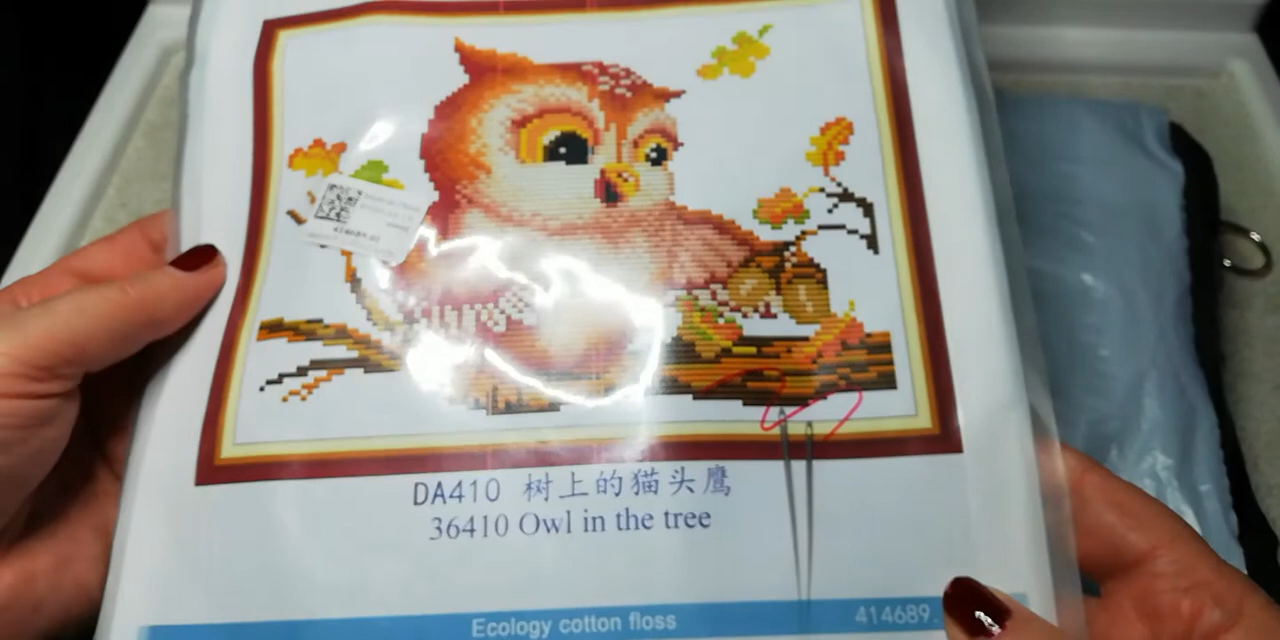 DA410 树上的猫头鹰
36410 Owl in the tree
Ecology cotton floss
414689.